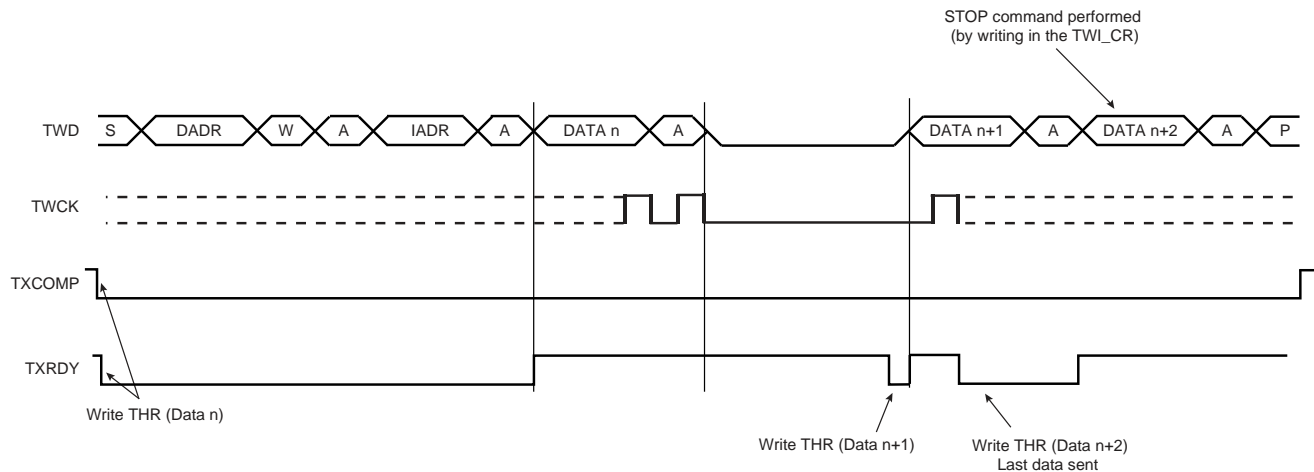 STOP command performed
(by writing in the TWI_CR)
TWD S DADR W A IADR A DATA n A DATA n+1 A DATA n+2 A P
TWCK
TXCOMP
TXRDY
Write THR (Data n)
Write THR (Data n+1) Write THR (Data n+2)
Last data sent